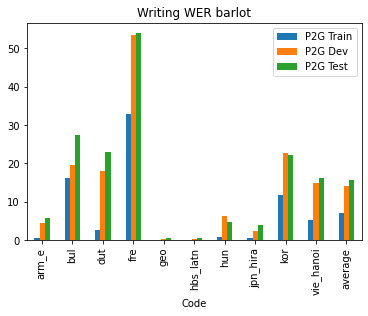 Writing WER barlot
P2G Train
P2G Dev
P2G Test
50
40
30
20
10
0
arm_e
bul
dut
fre
geo
hbs_latn
hun
jpn_hira
kor
vie_hanoi
average
Code